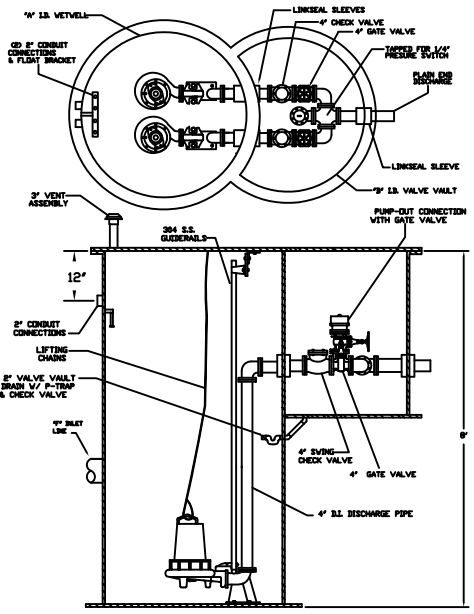 "A" I.D. WETWELL
LINKSEAL SLEEVES
4" CHECK VALVE
4" GATE VALVE
(2) 2" CONDUIT
CONNECTIONS
& FLOAT BRACKET
TAPPED FOR 1/4"
PRESURE SWITCH
PLAIN END
DISCHARGE
LINKSEAL SLEEVE
"B" I.D. VALVE VAULT
3" VENT
ASSEMBLY
PUMP-OUT CONNECTION
WITH GATE VALVE
304 S.S.
GUIDERAILS
12"
2" CONDUIT
CONNECTIONS
LIFTING
CHAINS
2" VALVE VAULT
DRAIN W/ P-TRAP
& CHECK VALVE
INLET
LINE
4" SWING
CHECK VALVE
4" GATE VALVE
4" D.I. DISCHARGE PIPE